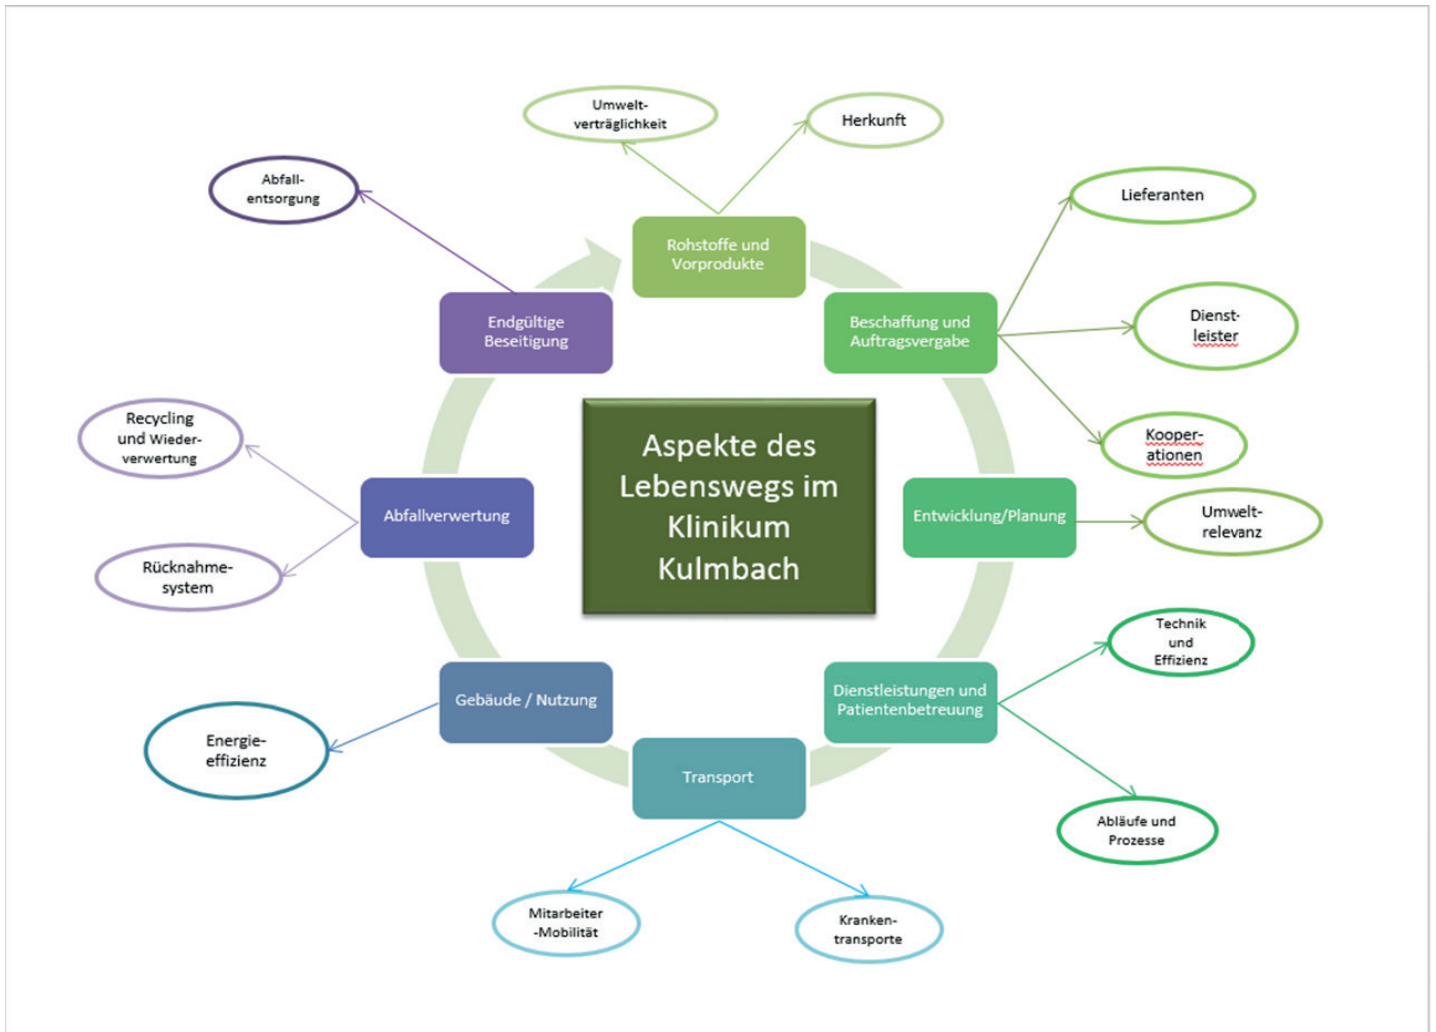 Umwelt-
verträglichkeit
Herkunft
Abfall-
entsorgung
Lieferanten
Rohstoffe und
Vorprodukte
Endgültige
Beseitigung
Beschaffung und
Auftragsvergabe
Dienst-
leister
Recycling
und Wieder-
verwertung
Aspekte des
Lebenswegs im
Klinikum
Kulmbach
Kooper-
ationen
Abfallverwertung
Entwicklung/Planung
Umwelt-
relevanz
Rücknahme-
system
Technik
und
Effizienz
Gebäude / Nutzung
Dienstleistungen und
Patientenbetreuung
Energie-
effizienz
Transport
Abläufe und
Prozesse
Mitarbeiter
-Mobilität
Kranken-
transporte